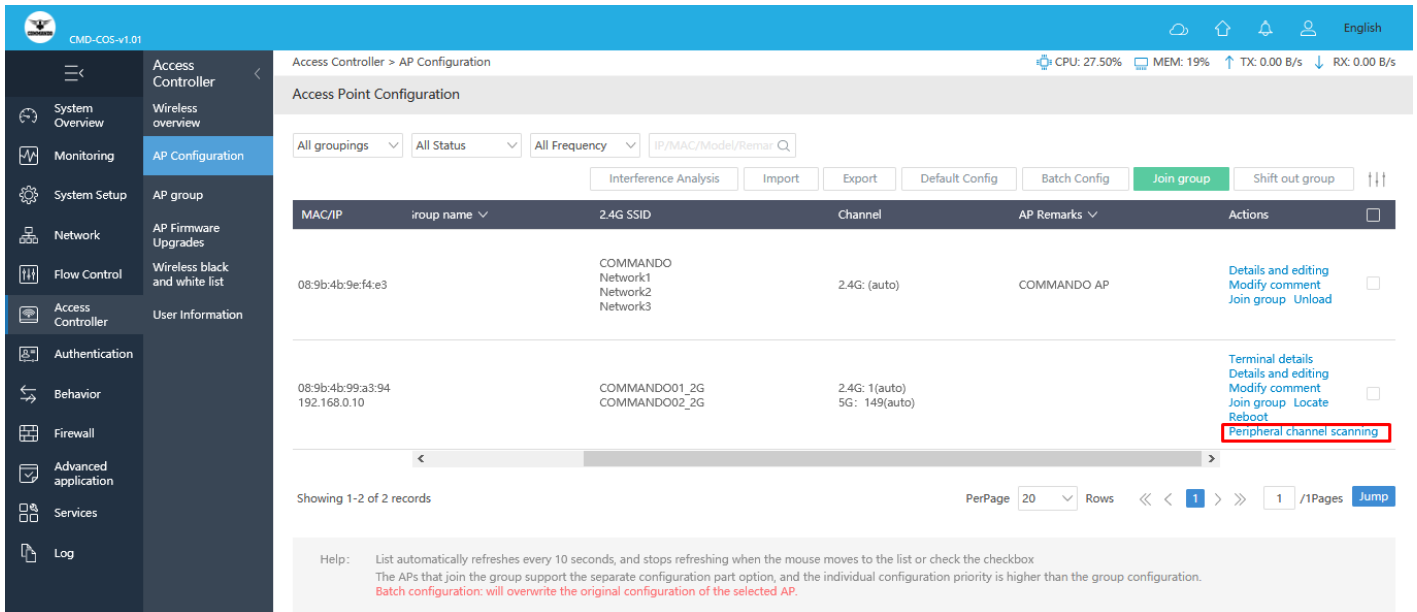 COMMANDO
CMD-COS-v1.01
English
Access Controller
Access Controller > AP Configuration
CPU: 27.50% MEM: 19% TX: 0.00 B/s RX: 0.00 B/s
Access Point Configuration
System Overview
Monitoring
System Setup
Network
Flow Control
Access Controller
Authentication
Behavior
Firewall
Advanced application
Services
Log
Wireless overview
AP Configuration
AP group
AP Firmware Upgrades
Wireless black and white list
User Information
All groupings All Status All Frequency IP/MAC/Model/Remar
Interference Analysis Import Export Default Config Batch Config Join group Shift out group
MAC/IP Group name 2.4G SSID Channel AP Remarks Actions
08:9b:4b:9e:f4:e3
COMMANDO
Network1
Network2
Network3
2.4G: (auto)
COMMANDO AP
Details and editing
Modify comment
Join group Unload
08:9b:4b:99:a3:94
192.168.0.10
COMMANDO01_2G
COMMANDO02_2G
2.4G: 1(auto)
5G: 149(auto)
Terminal details
Details and editing
Modify comment
Join group Locate
Reboot
Peripheral channel scanning
Showing 1-2 of 2 records
PerPage 20 Rows 1 1 /1Pages Jump
Help: List automatically refreshes every 10 seconds, and stops refreshing when the mouse moves to the list or check the checkbox
The APs that join the group support the separate configuration part option, and the individual configuration priority is higher than the group configuration.
Batch configuration: will overwrite the original configuration of the selected AP.